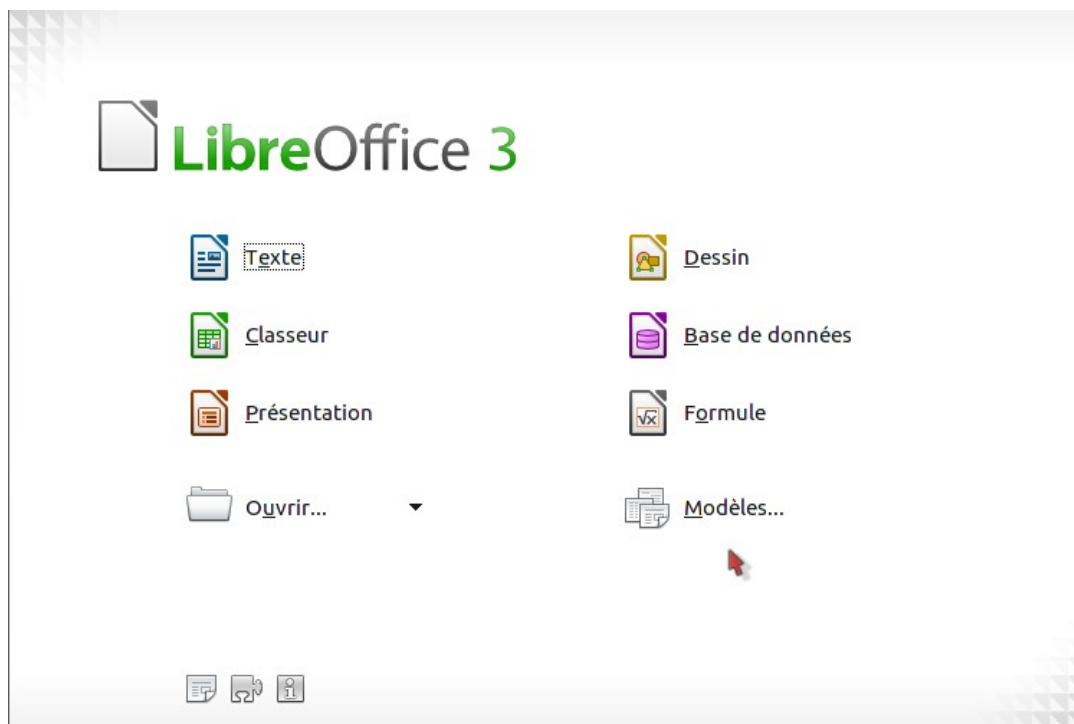 LibreOffice 3
Texte
Dessin
Classeur
Base de données
Présentation
Formule
Ouvrir...
Modèles...